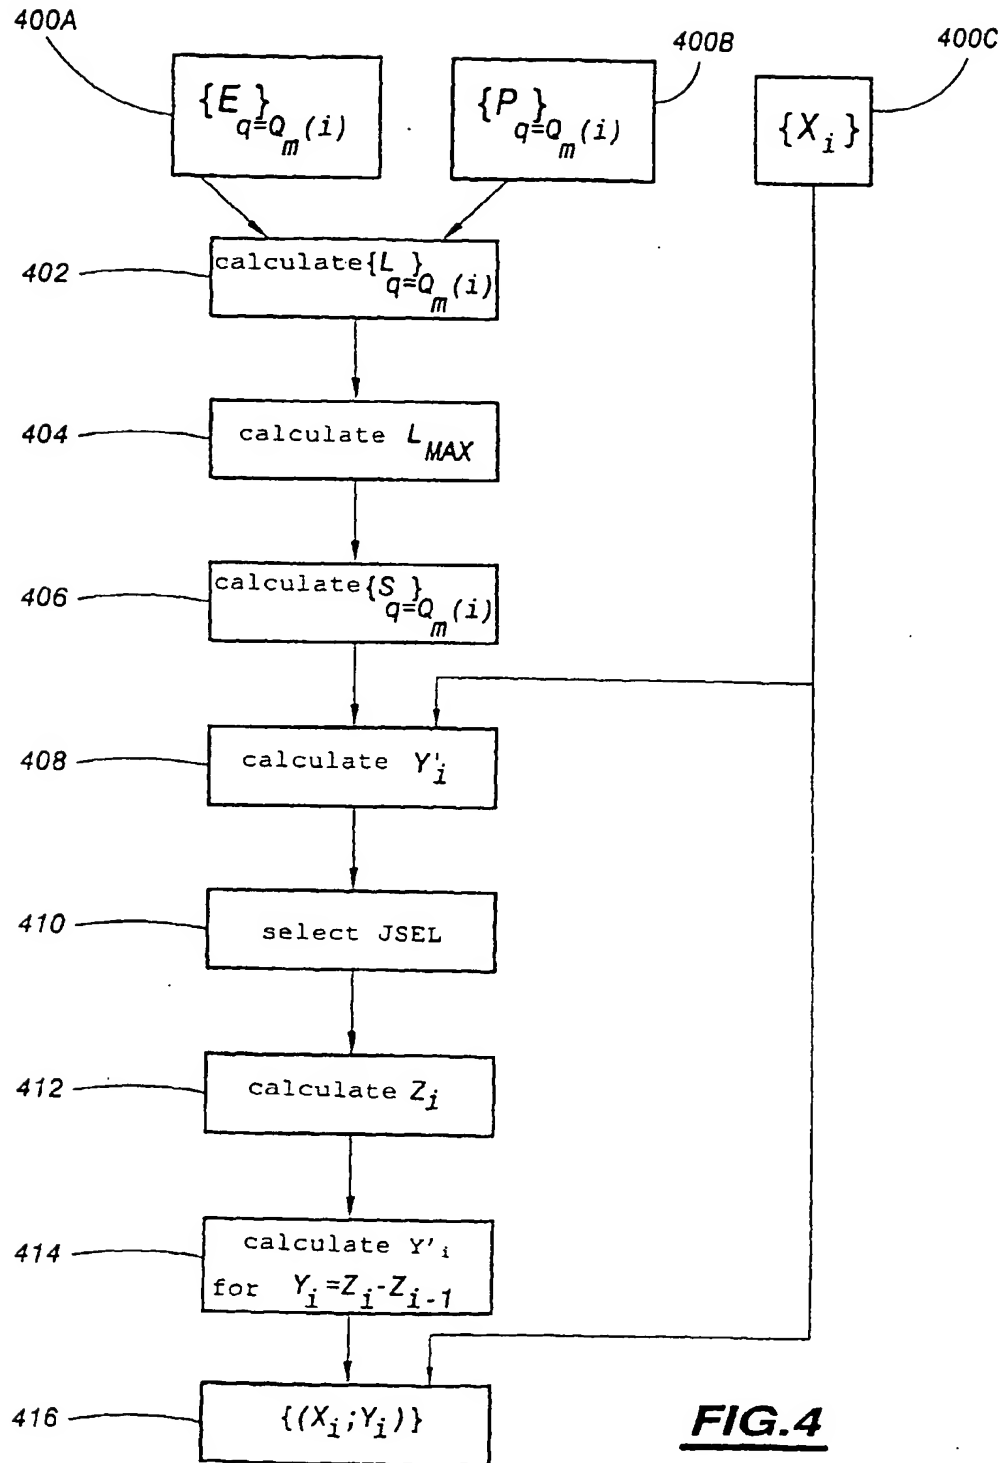 400A
400B
400C
{E }q=Qm(i)
{P }q=Qm(i)
{Xi}
402
calculate{L }q=Qm(i)
404
calculate LMAX
406
calculate{S }q=Qm(i)
408
calculate Y'i
410
select JSEL
412
calculate Zi
414
calculate Y'i
for Yi=Zi-Zi-1
416
{(Xi;Yi)}
FIG.4